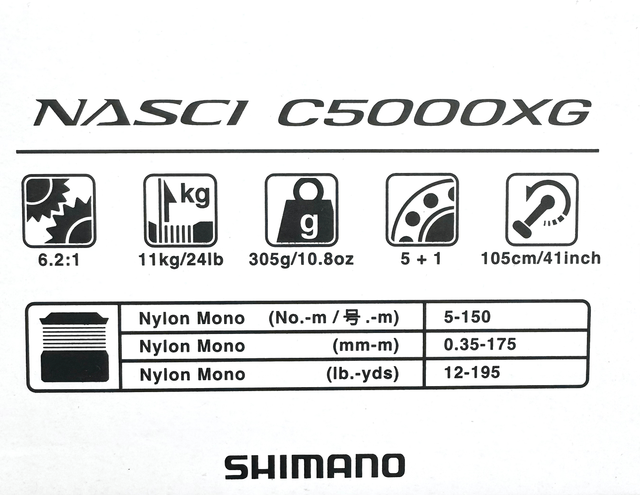 NASCI C5000XG
kg
g
6.2:1 11kg/24lb 305g/10.8oz 5 + 1 105cm/41inch
Nylon Mono (No.-m / 号.-m) 5-150
Nylon Mono (mm-m) 0.35-175
Nylon Mono (lb.-yds) 12-195
SHIMANO